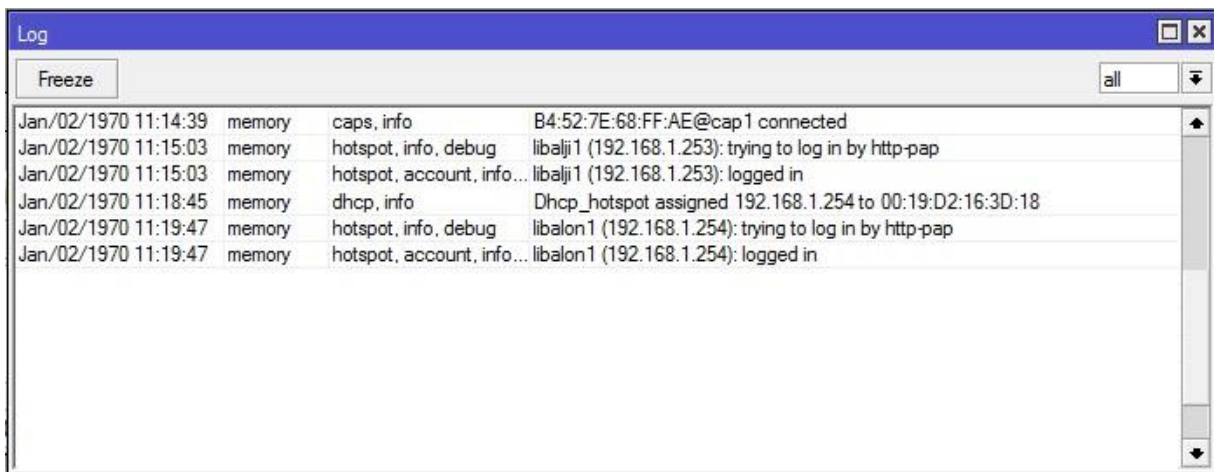 Log
Freeze all
Jan/02/1970 11:14:39 memory caps, info B4:52:7E:68:FF:AE@cap1 connected
Jan/02/1970 11:15:03 memory hotspot, info, debug libalji1 (192.168.1.253): trying to log in by http-pap
Jan/02/1970 11:15:03 memory hotspot, account, info... libalji1 (192.168.1.253): logged in
Jan/02/1970 11:18:45 memory dhcp, info Dhcp_hotspot assigned 192.168.1.254 to 00:19:D2:16:3D:18
Jan/02/1970 11:19:47 memory hotspot, info, debug libalon1 (192.168.1.254): trying to log in by http-pap
Jan/02/1970 11:19:47 memory hotspot, account, info... libalon1 (192.168.1.254): logged in